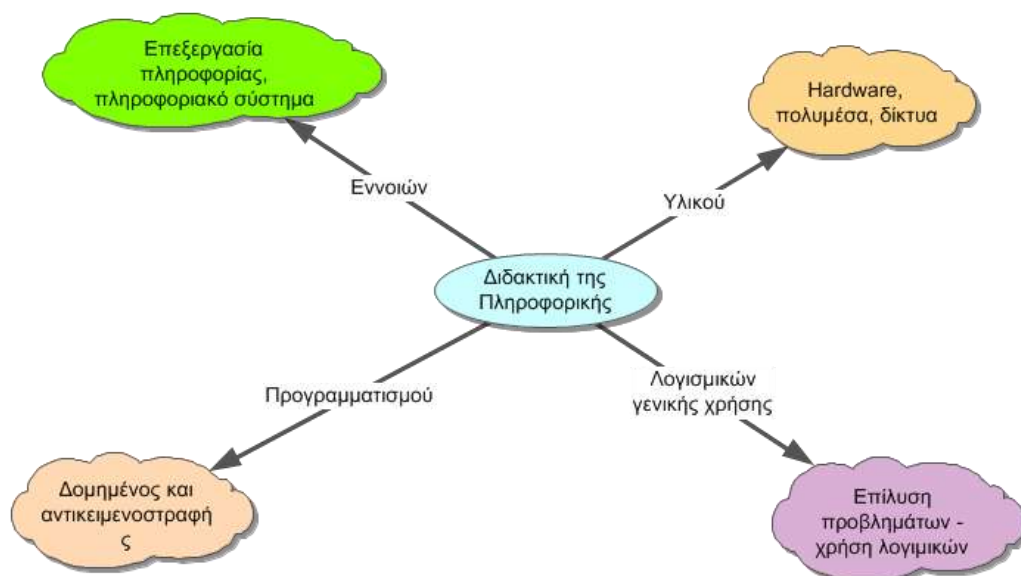 Επεξεργασία
πληροφορίας,
πληροφοριακό σύστημα
Hardware,
πολυμέσα, δίκτυα
Εννοιών
Υλικού
Διδακτική της
Πληροφορικής
Προγραμματισμού
Λογισμικών
γενικής χρήσης
Δομημένος και
αντικειμενοστραφή
ς
Επίλυση
προβλημάτων -
χρήση λογιμικών